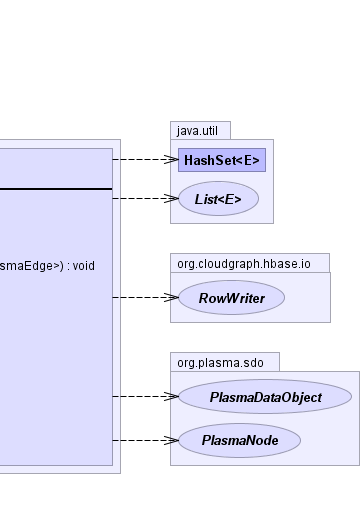 java.util
HashSet<E>
List<E>
smaEdge>) : void
org.cloudgraph.hbase.io
RowWriter
org.plasma.sdo
PlasmaDataObject
PlasmaNode